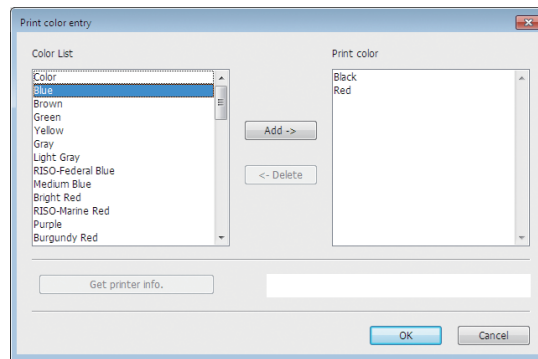 Print color entry
Color List
Print color
Color
Blue
Brown
Green
Yellow
Gray
Light Gray
RISO-Federal Blue
Medium Blue
Bright Red
RISO-Marine Red
Purple
Burgundy Red
Add ->
<- Delete
Black
Red
Get printer info.
OK
Cancel